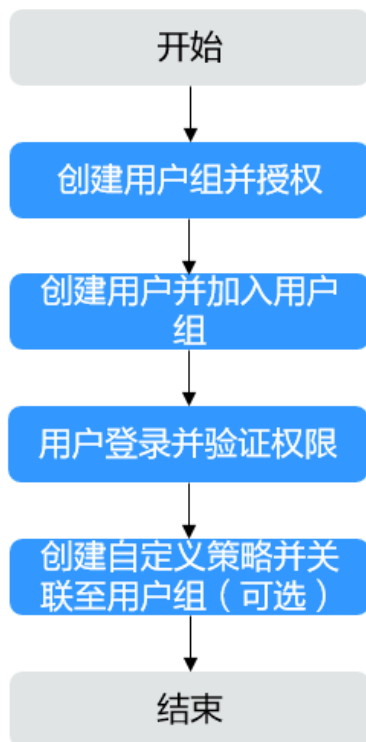 开始
创建用户组并授权
创建用户并加入用户
组
用户登录并验证权限
创建自定义策略并关
联至用户组（可选）
结束